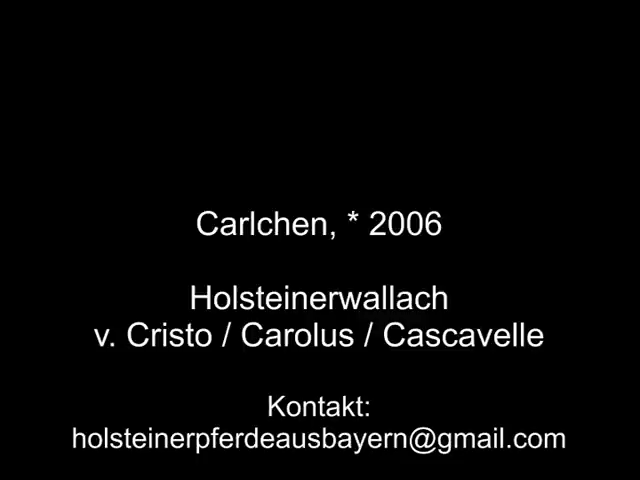 Carlchen, * 2006
Holsteinerwallach
v. Cristo / Carolus / Cascavelle
Kontakt:
holsteinerpferdeausbayern@gmail.com